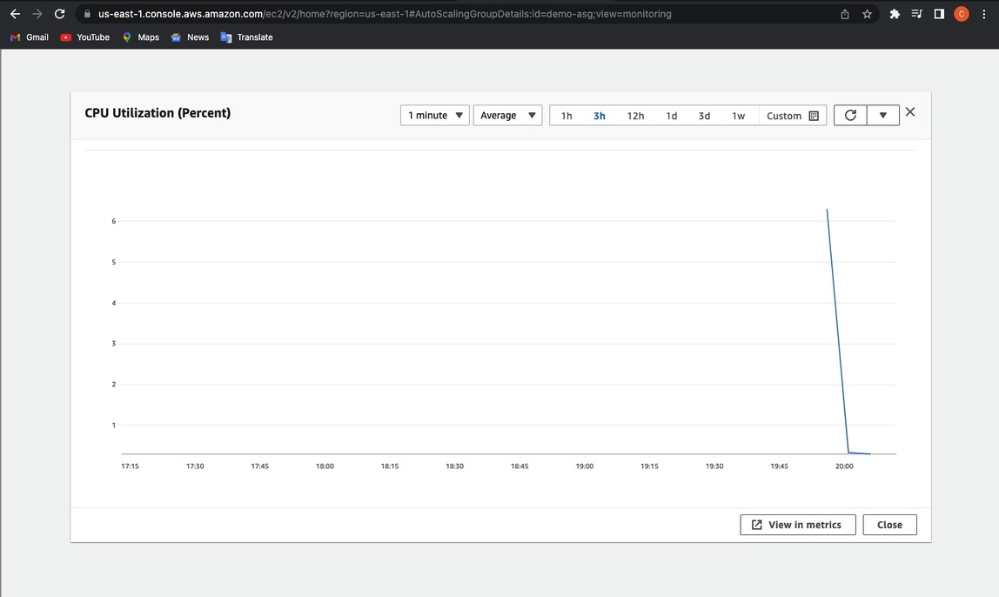 us-east-1.console.aws.amazon.com/ec2/v2/home?region=us-east-1#AutoScalingGroupDetails:id=demo-asg;view=monitoring
C
Gmail YouTube Maps News Translate
CPU Utilization (Percent)
1 minute Average 1h 3h 12h 1d 3d 1w Custom
6
5
4
3
2
1
17:15 17:30 17:45 18:00 18:15 18:30 18:45 19:00 19:15 19:30 19:45 20:00
View in metrics Close